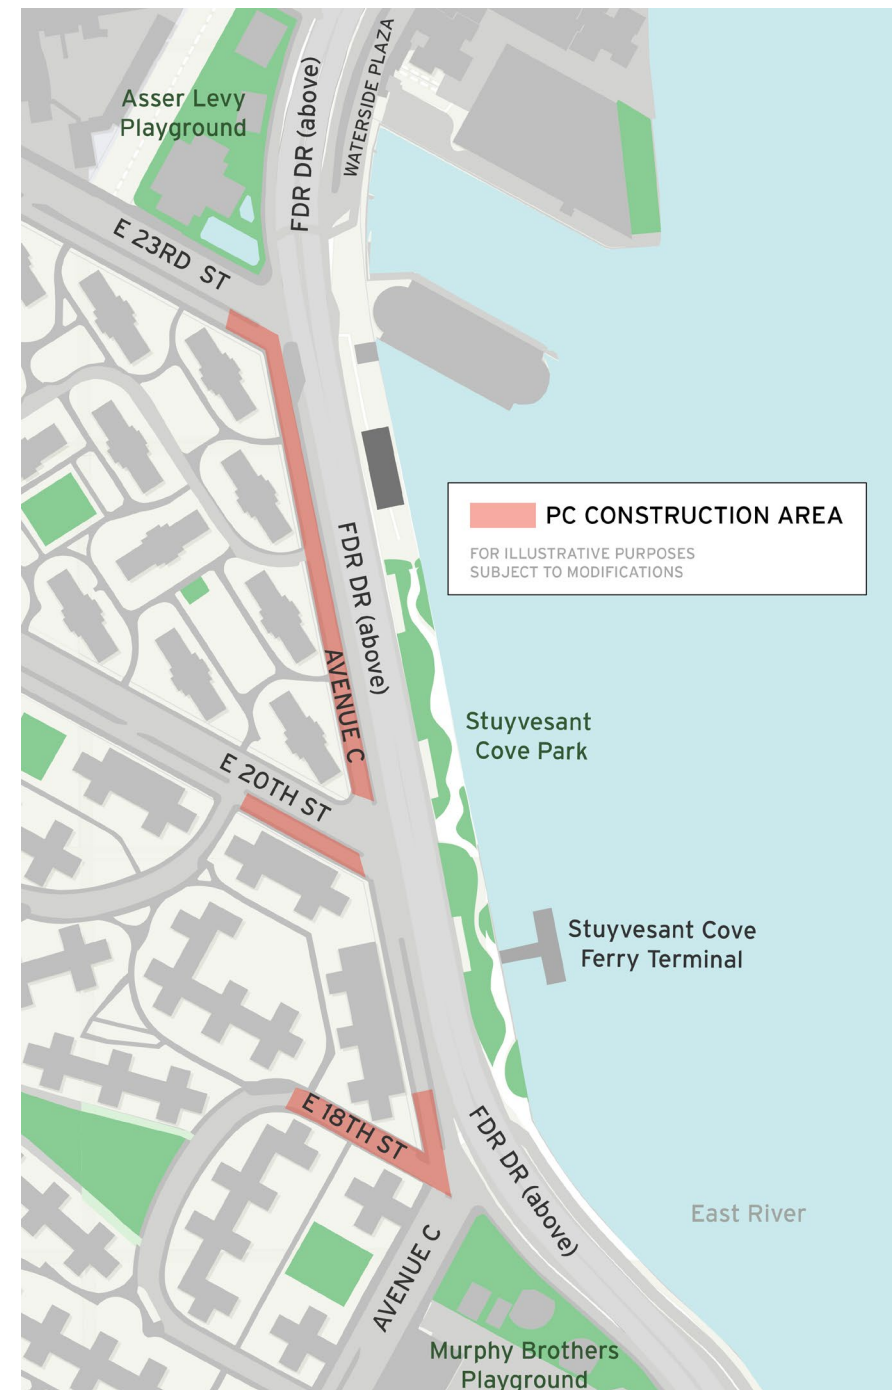 Asser Levy
Playground
FDR DR (above)
WATERSIDE PLAZA
E 23RD ST
PC CONSTRUCTION AREA
FOR ILLUSTRATIVE PURPOSES
SUBJECT TO MODIFICATIONS
FDR DR (above)
AVENUE C
Stuyvesant
Cove Park
E 20TH ST
Stuyvesant Cove
Ferry Terminal
E 18TH ST
FDR DR (above)
East River
AVENUE C
Murphy Brothers
Playground